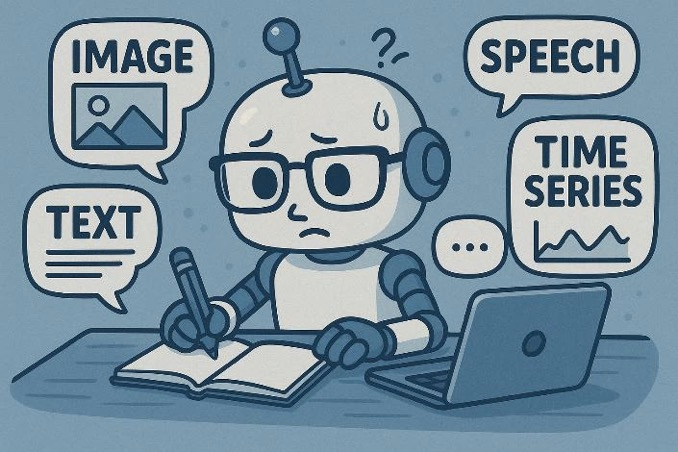 IMAGE
SPEECH
TEXT
TIME
SERIES
...
?